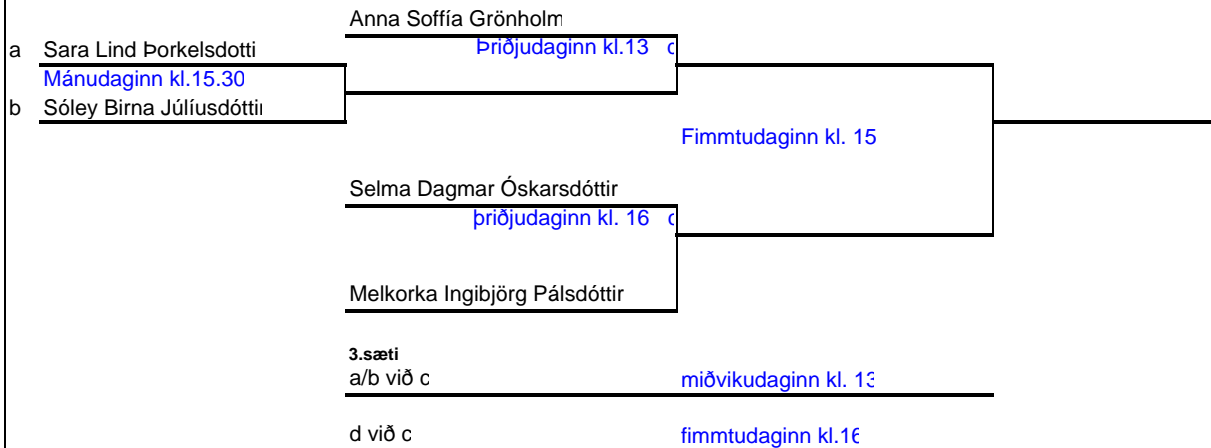 Anna Soffía Grönholm
Þriðjudaginn kl.13 c
a Sara Lind Þorkelsdotti
Mánudaginn kl.15.30
b Sóley Birna Júlíusdóttir
Fimmtudaginn kl. 15
Selma Dagmar Óskarsdóttir
þriðjudaginn kl. 16
Melkorka Ingibjörg Pálsdóttir
3.sæti
a/b við c
miðvikudaginn kl. 13
d við c
fimmtudaginn kl.16